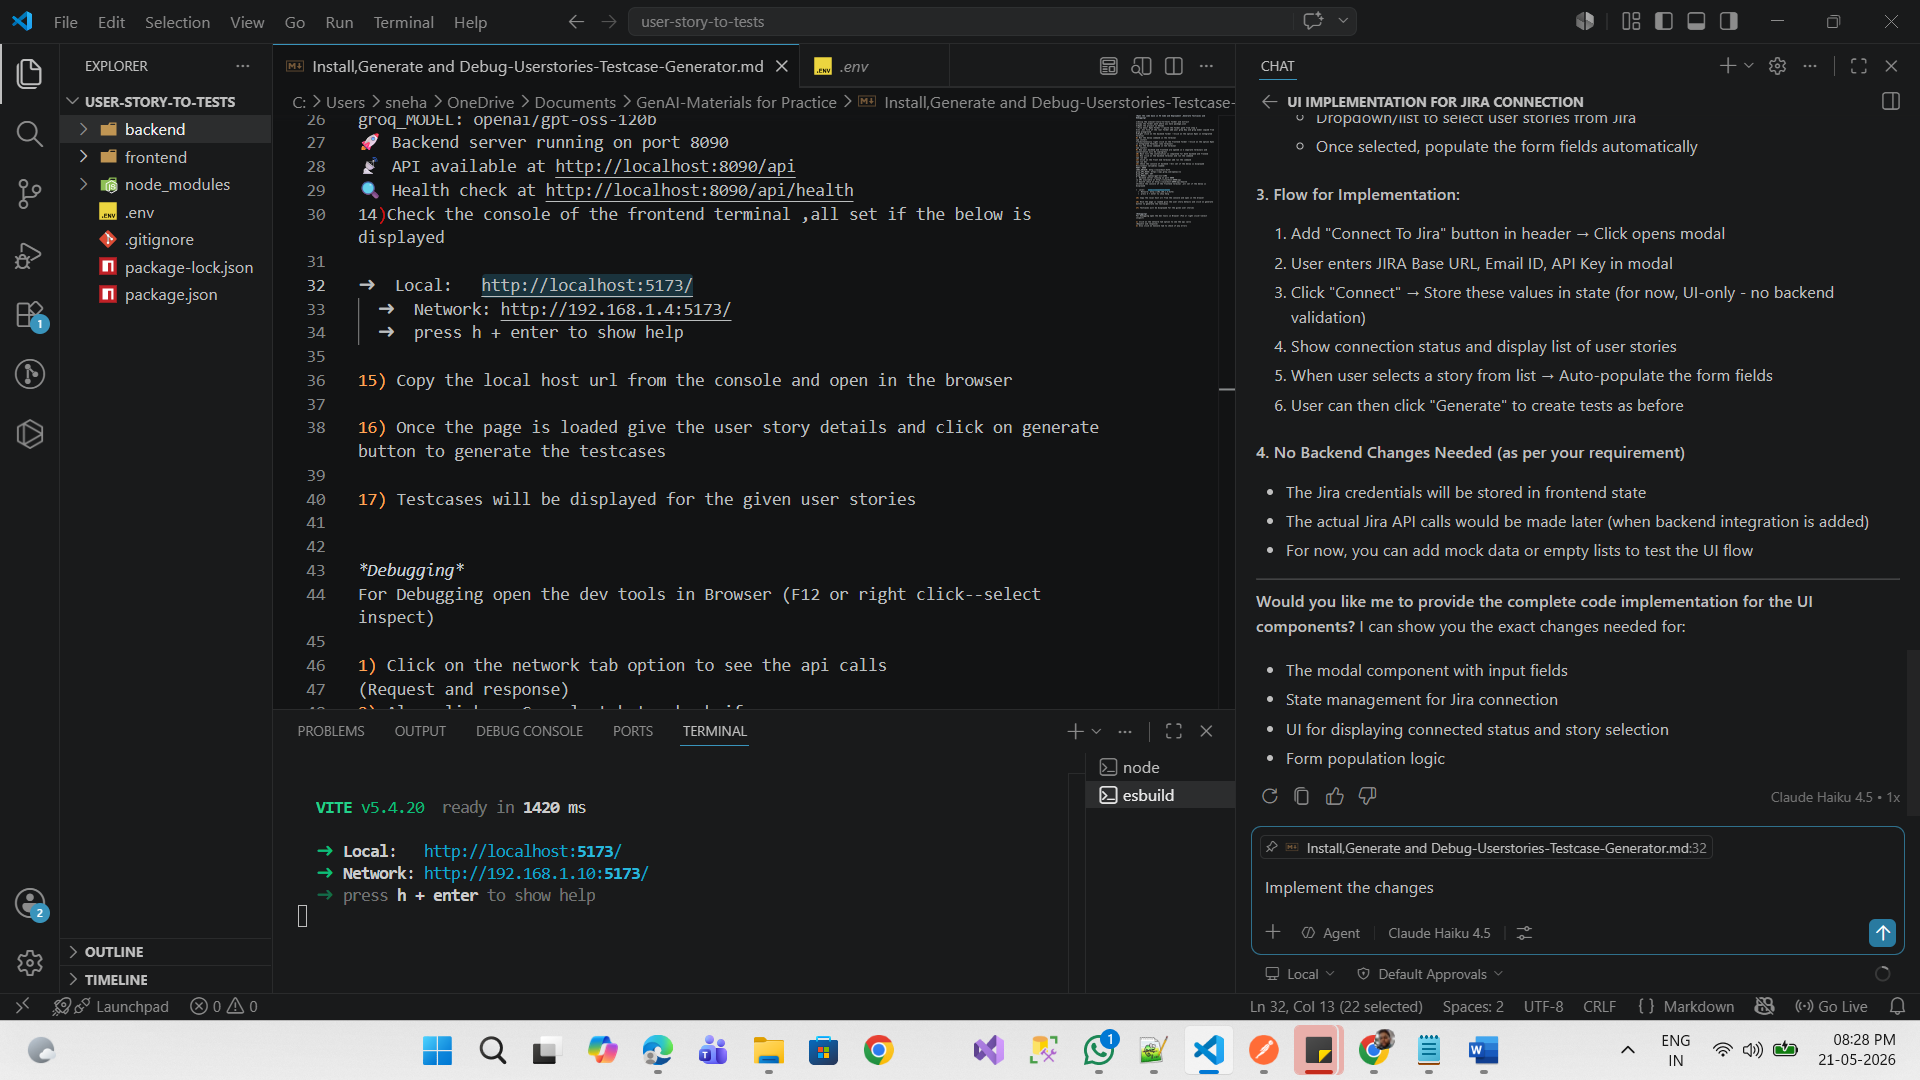 File Edit Selection View Go Run Terminal Help
user-story-to-tests
EXPLORER
USER-STORY-TO-TESTS
backend
frontend
node_modules
.env
.gitignore
package-lock.json
package.json
OUTLINE
TIMELINE
1
2
Install,Generate and Debug-Userstories-Testcase-Generator.md
.env
C: > Users > sneha > OneDrive > Documents > GenAI-Materials for Practice > Install,Generate and Debug-Userstories-Testcase-
26 groq_MODEL: openai/gpt-oss-120b
27 🚀 Backend server running on port 8090
28 📡 API available at http://localhost:8090/api
29 🔍 Health check at http://localhost:8090/api/health
30 14)Check the console of the frontend terminal ,all set if the below is
displayed
31
32 ➜ Local: http://localhost:5173/
33 ➜ Network: http://192.168.1.4:5173/
34 ➜ press h + enter to show help
35
36 15) Copy the local host url from the console and open in the browser
37
38 16) Once the page is loaded give the user story details and click on generate
button to generate the testcases
39
40 17) Testcases will be displayed for the given user stories
41
42
43 *Debugging*
44 For Debugging open the dev tools in Browser (F12 or right click--select
inspect)
45
46 1) Click on the network tab option to see the api calls
47 (Request and response)
PROBLEMS OUTPUT DEBUG CONSOLE PORTS TERMINAL
node
esbuild
VITE v5.4.20 ready in 1420 ms
➜ Local: http://localhost:5173/
➜ Network: http://192.168.1.10:5173/
➜ press h + enter to show help
CHAT
UI IMPLEMENTATION FOR JIRA CONNECTION
Dropdown/list to select user stories from Jira
Once selected, populate the form fields automatically
3. Flow for Implementation:
1. Add "Connect To Jira" button in header → Click opens modal
2. User enters JIRA Base URL, Email ID, API Key in modal
3. Click "Connect" → Store these values in state (for now, UI-only - no backend
validation)
4. Show connection status and display list of user stories
5. When user selects a story from list → Auto-populate the form fields
6. User can then click "Generate" to create tests as before
4. No Backend Changes Needed (as per your requirement)
The Jira credentials will be stored in frontend state
The actual Jira API calls would be made later (when backend integration is added)
For now, you can add mock data or empty lists to test the UI flow
Would you like me to provide the complete code implementation for the UI
components? I can show you the exact changes needed for:
The modal component with input fields
State management for Jira connection
UI for displaying connected status and story selection
Form population logic
Claude Haiku 4.5 • 1x
Install,Generate and Debug-Userstories-Testcase-Generator.md:32
Implement the changes
Agent Claude Haiku 4.5
Local Default Approvals
Launchpad 0 0
Ln 32, Col 13 (22 selected) Spaces: 2 UTF-8 CRLF { } Markdown Go Live
1
ENG
IN
08:28 PM
21-05-2026